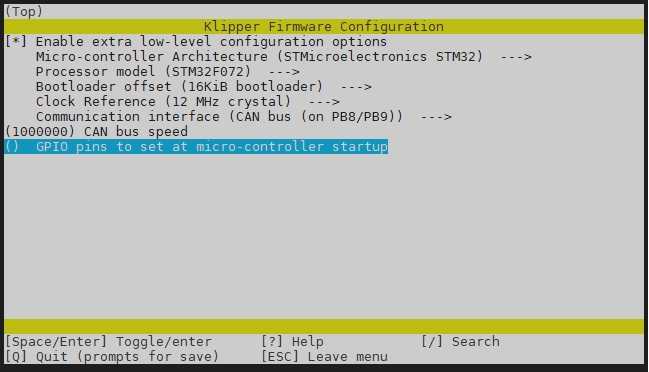 (Top)
Klipper Firmware Configuration
[*] Enable extra low-level configuration options
Micro-controller Architecture (STMicroelectronics STM32)  --->
Processor model (STM32F072)  --->
Bootloader offset (16KiB bootloader)  --->
Clock Reference (12 MHz crystal)  --->
Communication interface (CAN bus (on PB8/PB9))  --->
(1000000) CAN bus speed
()  GPIO pins to set at micro-controller startup
[Space/Enter] Toggle/enter      [?] Help            [/] Search
[Q] Quit (prompts for save)     [ESC] Leave menu